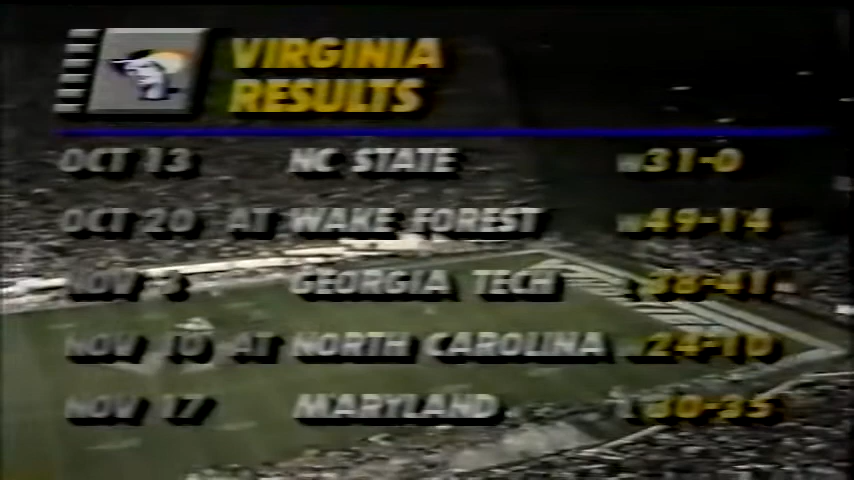 VIRGINIA
RESULTS
OCT 13 NC STATE W31-0
OCT 20 AT WAKE FOREST W49-14
NOV 3 GEORGIA TECH L 38-41
NOV 10 AT NORTH CAROLINA W24-10
NOV 17 MARYLAND L 30-35